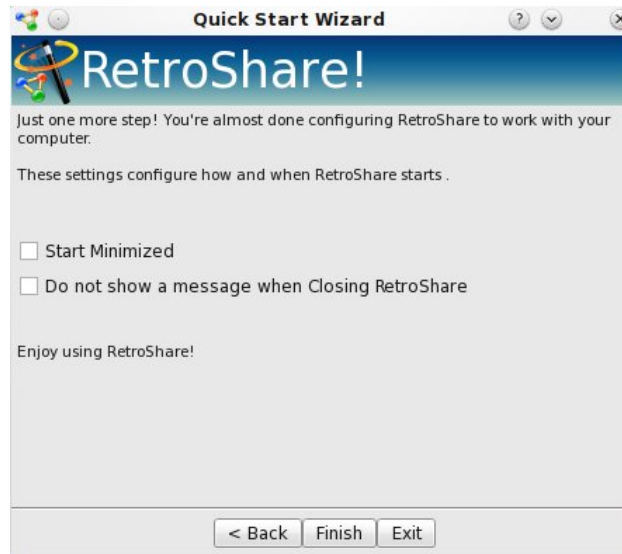 Quick Start Wizard
RetroShare!
Just one more step! You're almost done configuring RetroShare to work with your
computer.
These settings configure how and when RetroShare starts .
Start Minimized
Do not show a message when Closing RetroShare
Enjoy using RetroShare!
< Back Finish Exit